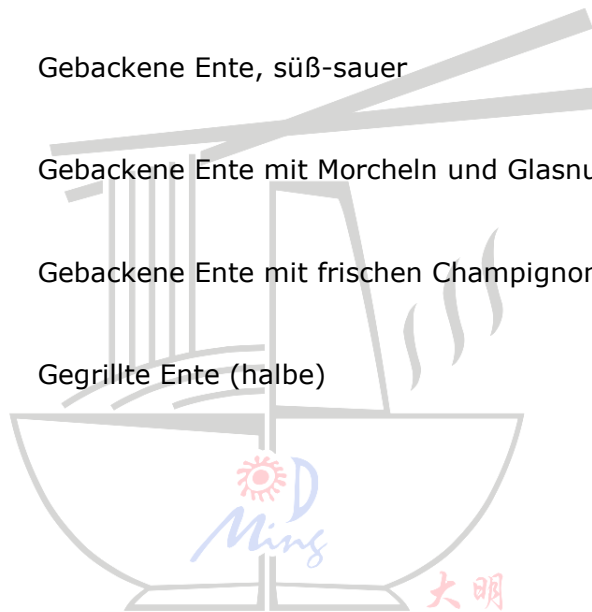 Gebackene Ente, süß-sauer
Gebackene Ente mit Morcheln und Glasnu
Gebackene Ente mit frischen Champignon
Gegrillte Ente (halbe)
D
Ming
大明